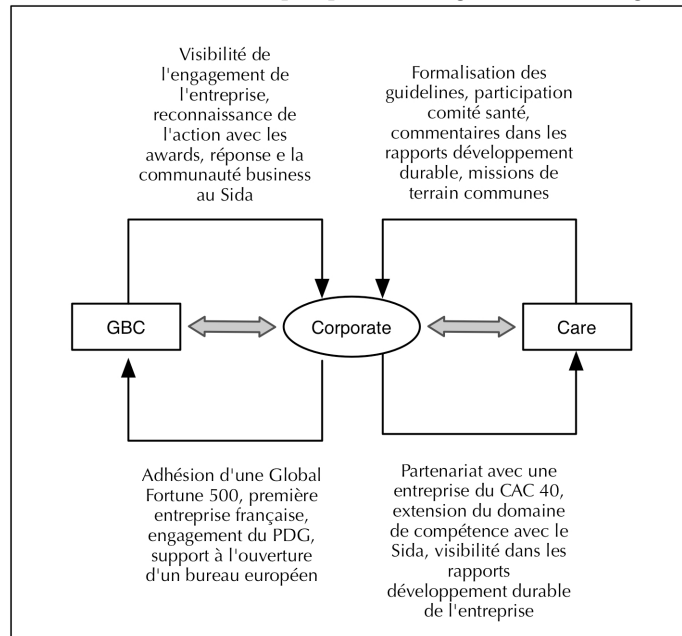 Visibilité de
l'engagement de
l'entreprise,
reconnaissance de
l'action avec les
awards, réponse e la
communauté business
au Sida
Formalisation des
guidelines, participation
comité santé,
commentaires dans les
rapports développement
durable, missions de
terrain communes
GBC
Corporate
Care
Adhésion d'une Global
Fortune 500, première
entreprise française,
engagement du PDG,
support à l'ouverture
d'un bureau européen
Partenariat avec une
entreprise du CAC 40,
extension du domaine
de compétence avec le
Sida, visibilité dans les
rapports
développement durable
de l'entreprise